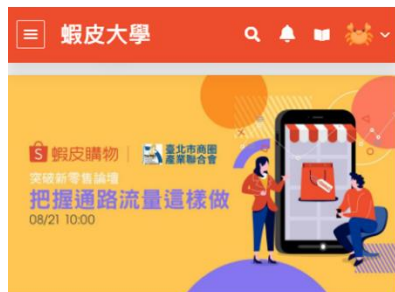 蝦皮大學
蝦皮購物
臺北市商圈
產業聯合會
突破新零售論壇
把握通路流量這樣做
08/21 10:00